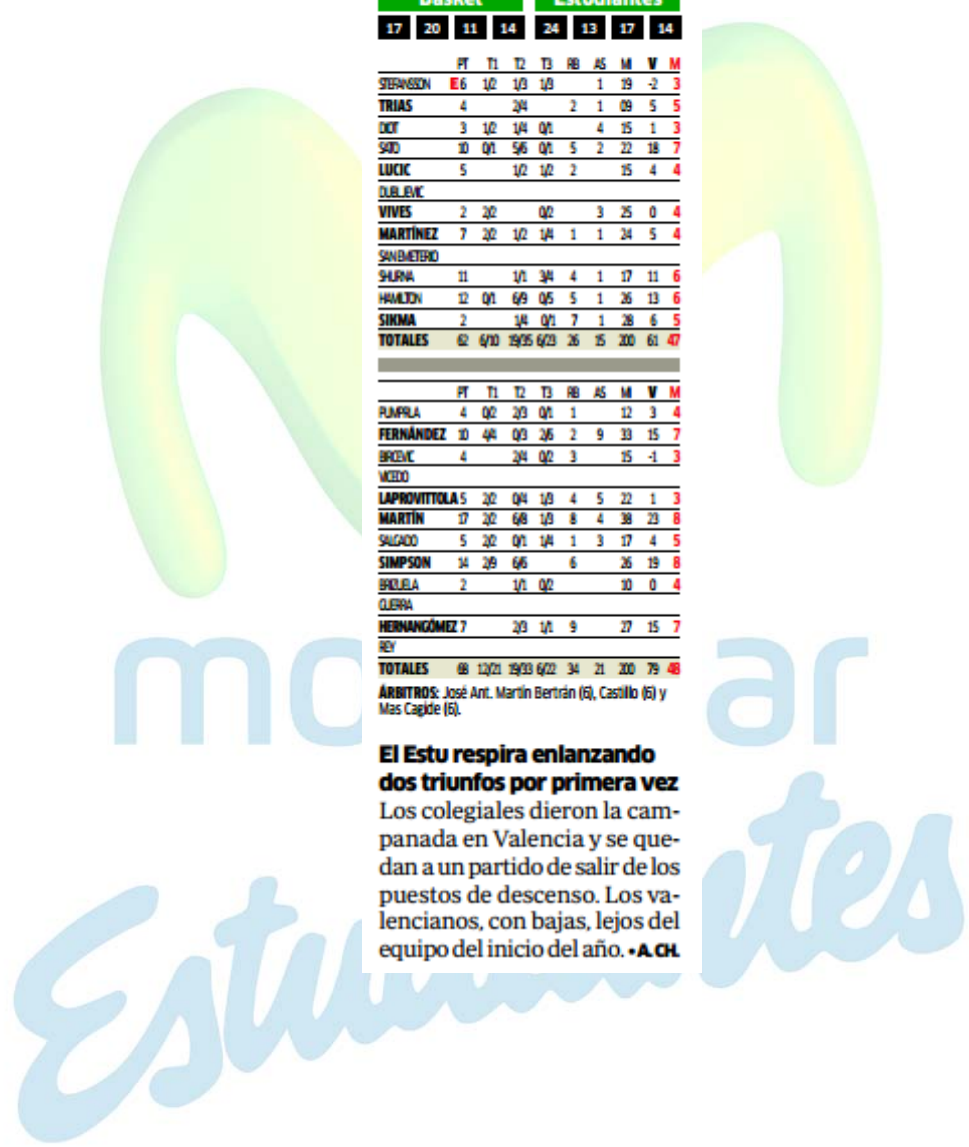 Basket Estudiantes
17 20 11 14 24 13 17 14
PT T1 T2 T3 RB AS MI V M
STEFANSSON E 6 1/2 1/3 1/3 1 19 -2 3
TRIAS 4 2/4 2 1 09 5 5
DIOT 3 1/2 1/4 0/1 4 15 1 3
SATO 10 0/1 5/6 0/1 5 2 22 18 7
LUCIC 5 1/2 1/2 2 15 4 4
DUBLJEVIC
VIVES 2 2/2 0/2 3 25 0 4
MARTÍNEZ 7 2/2 1/2 1/4 1 1 24 5 4
SAN EMETERIO
SHURNA 11 1/1 3/4 4 1 17 11 6
HAMILTON 12 0/1 6/9 0/5 5 1 26 13 6
SIKMA 2 1/4 0/1 7 1 28 6 5
TOTALES 62 6/10 19/35 6/23 26 15 200 61 47
PT T1 T2 T3 RB AS MI V M
PUMPRLA 4 0/2 2/3 0/1 1 12 3 4
FERNÁNDEZ 10 4/4 0/3 2/6 2 9 33 15 7
BIRCEVIC 4 2/4 0/2 3 15 -1 3
VICEDO
LAPROVITTOLA 5 2/2 0/4 1/3 4 5 22 1 3
MARTÍN 17 2/2 6/8 1/3 8 4 38 23 8
SALGADO 5 2/2 0/1 1/4 1 3 17 4 5
SIMPSON 14 2/9 6/6 6 26 19 8
BRIZUELA 2 1/1 0/2 10 0 4
GUERRA
HERNANGÓMEZ 7 2/3 1/1 9 27 15 7
REY
TOTALES 68 12/21 19/33 6/22 34 21 200 79 48
ÁRBITROS: José Ant. Martín Bertrán (6), Castillo (6) y
Mas Cagide (6).
El Estu respira enlanzando
dos triunfos por primera vez
Los colegiales dieron la cam-
panada en Valencia y se que-
dan a un partido de salir de los
puestos de descenso. Los va-
lencianos, con bajas, lejos del
equipo del inicio del año. • A. CH.
Estudiantes